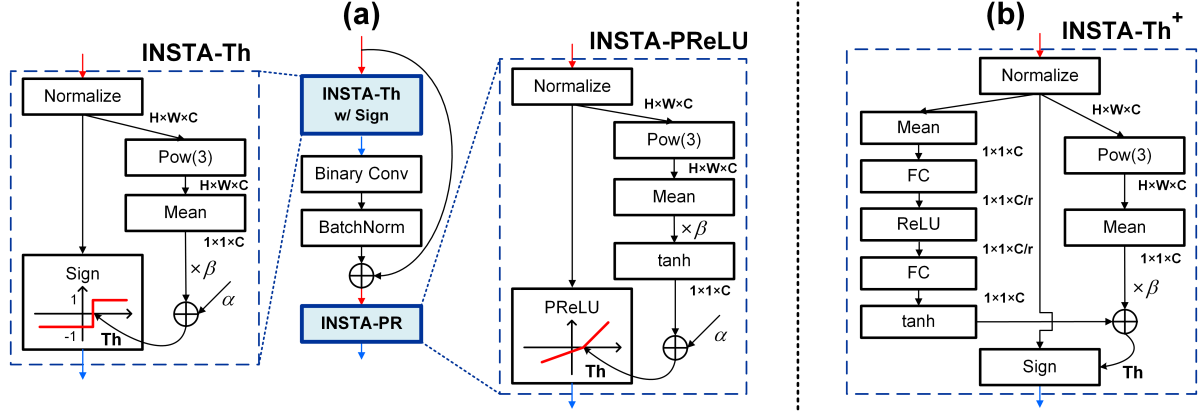 (a)
(b)
INSTA-Th
Normalize
H×W×C
Pow(3)
H×W×C
Mean
1×1×C
×β
α
Sign
1
-1
Th
INSTA-Th
w/ Sign
Binary Conv
BatchNorm
INSTA-PR
INSTA-PReLU
Normalize
H×W×C
Pow(3)
H×W×C
Mean
×β
tanh
1×1×C
α
PReLU
Th
INSTA-Th+
Normalize
H×W×C
Mean
1×1×C
FC
1×1×C/r
ReLU
1×1×C/r
FC
1×1×C
tanh
Pow(3)
H×W×C
Mean
1×1×C
×β
Th
Sign